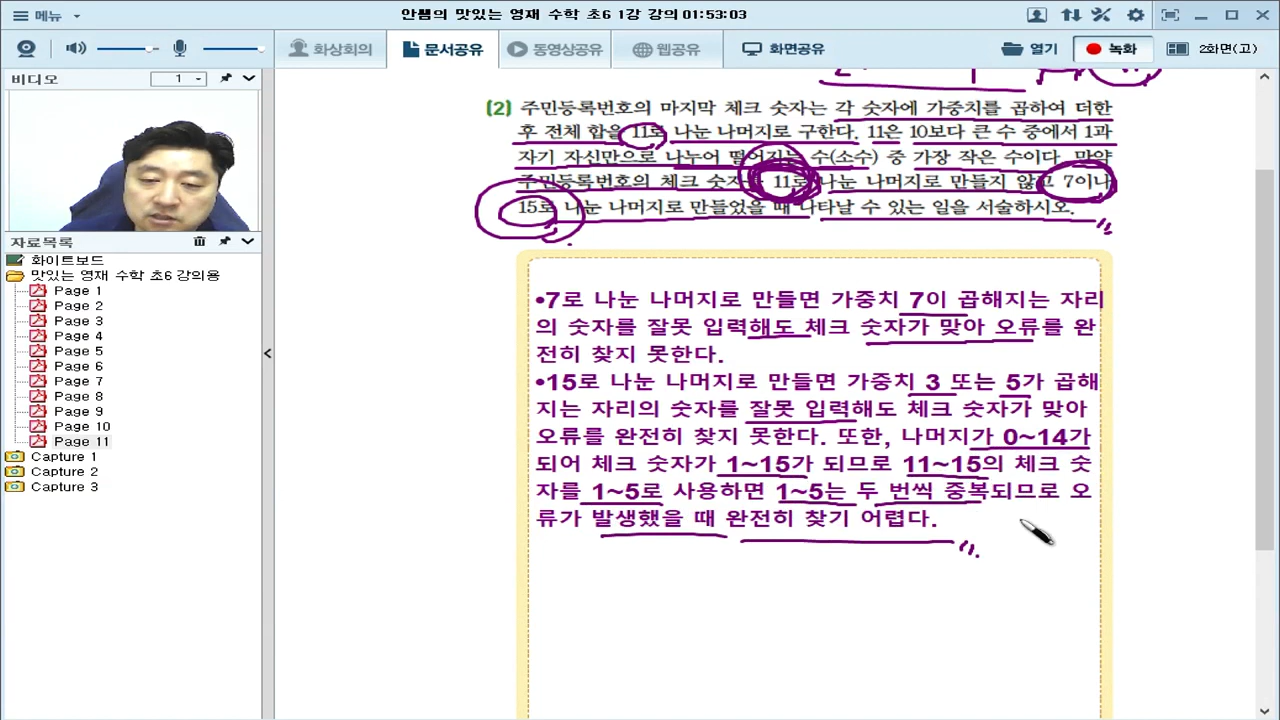 메뉴
안쌤의 맛있는 영재 수학 초6 1강 강의 01:53:03
화상회의
문서공유
동영상공유
웹공유
화면공유
열기
녹화
2화면(고)
비디오
1
자료목록
화이트보드
맛있는 영재 수학 초6 강의용
Page 1
Page 2
Page 3
Page 4
Page 5
Page 6
Page 7
Page 8
Page 9
Page 10
Page 11
Capture 1
Capture 2
Capture 3
(2) 주민등록번호의 마지막 체크 숫자는 각 숫자에 가중치를 곱하여 더한
후 전체 합을 11로 나눈 나머지로 구한다. 11은 10보다 큰 수 중에서 1과
자기 자신만으로 나누어 떨어지는 수(소수) 중 가장 작은 수이다. 만약
주민등록번호의 체크 숫자 11로 나눈 나머지로 만들지 않고 7이나
15로 나눈 나머지로 만들었을 때 나타날 수 있는 일을 서술하시오.
•7로 나눈 나머지로 만들면 가중치 7이 곱해지는 자리
의 숫자를 잘못 입력해도 체크 숫자가 맞아 오류를 완
전히 찾지 못한다.
•15로 나눈 나머지로 만들면 가중치 3 또는 5가 곱해
지는 자리의 숫자를 잘못 입력해도 체크 숫자가 맞아
오류를 완전히 찾지 못한다. 또한, 나머지가 0~14가
되어 체크 숫자가 1~15가 되므로 11~15의 체크 숫
자를 1~5로 사용하면 1~5는 두 번씩 중복되므로 오
류가 발생했을 때 완전히 찾기 어렵다.